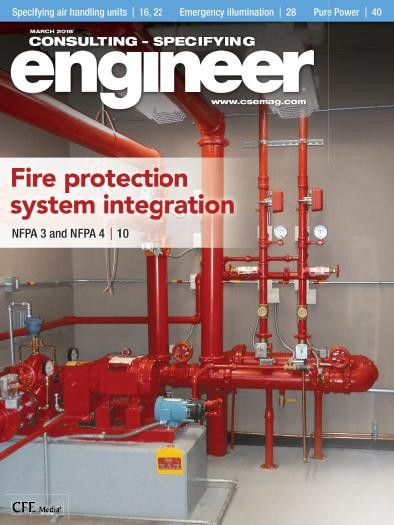 Specifying air handling units | 16, 22 Emergency illumination | 28 Pure Power | 40
MARCH 2018
CONSULTING - SPECIFYING
engineer®
www.csemag.com
Fire protection
system integration
NFPA 3 and NFPA 4 | 10
CFE Media®